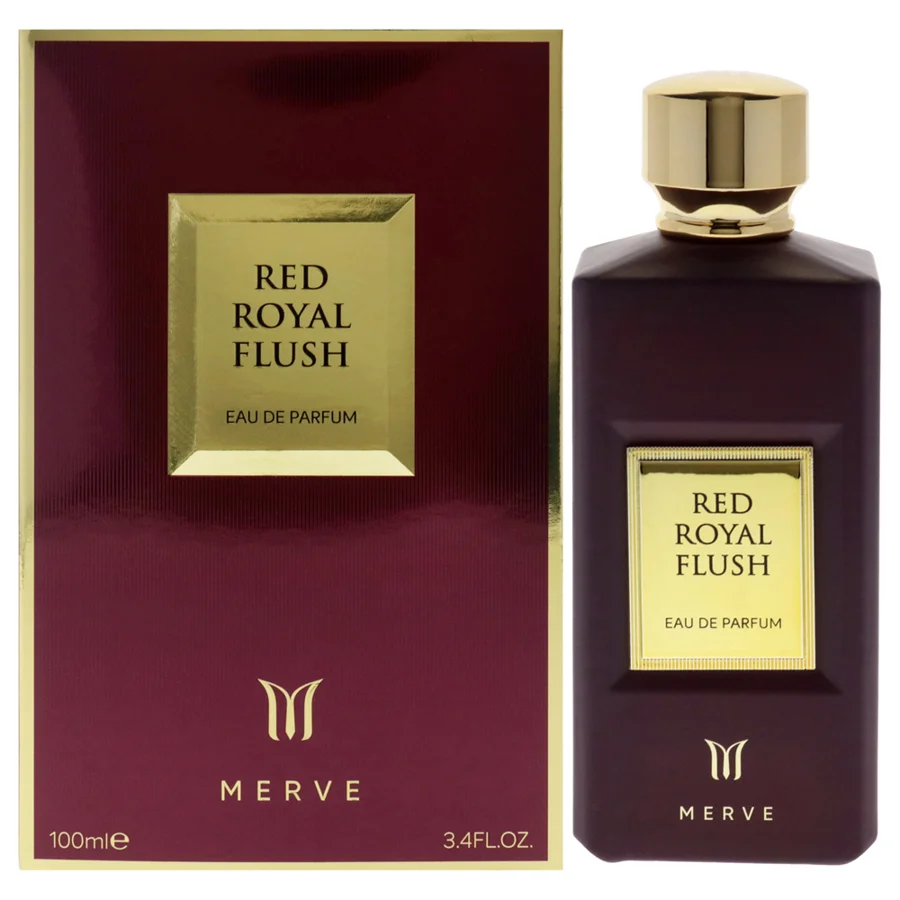 RED
ROYAL
FLUSH
EAU DE PARFUM
MERVE
100ml℮
3.4FL.OZ.
RED
ROYAL
FLUSH
EAU DE PARFUM
MERVE